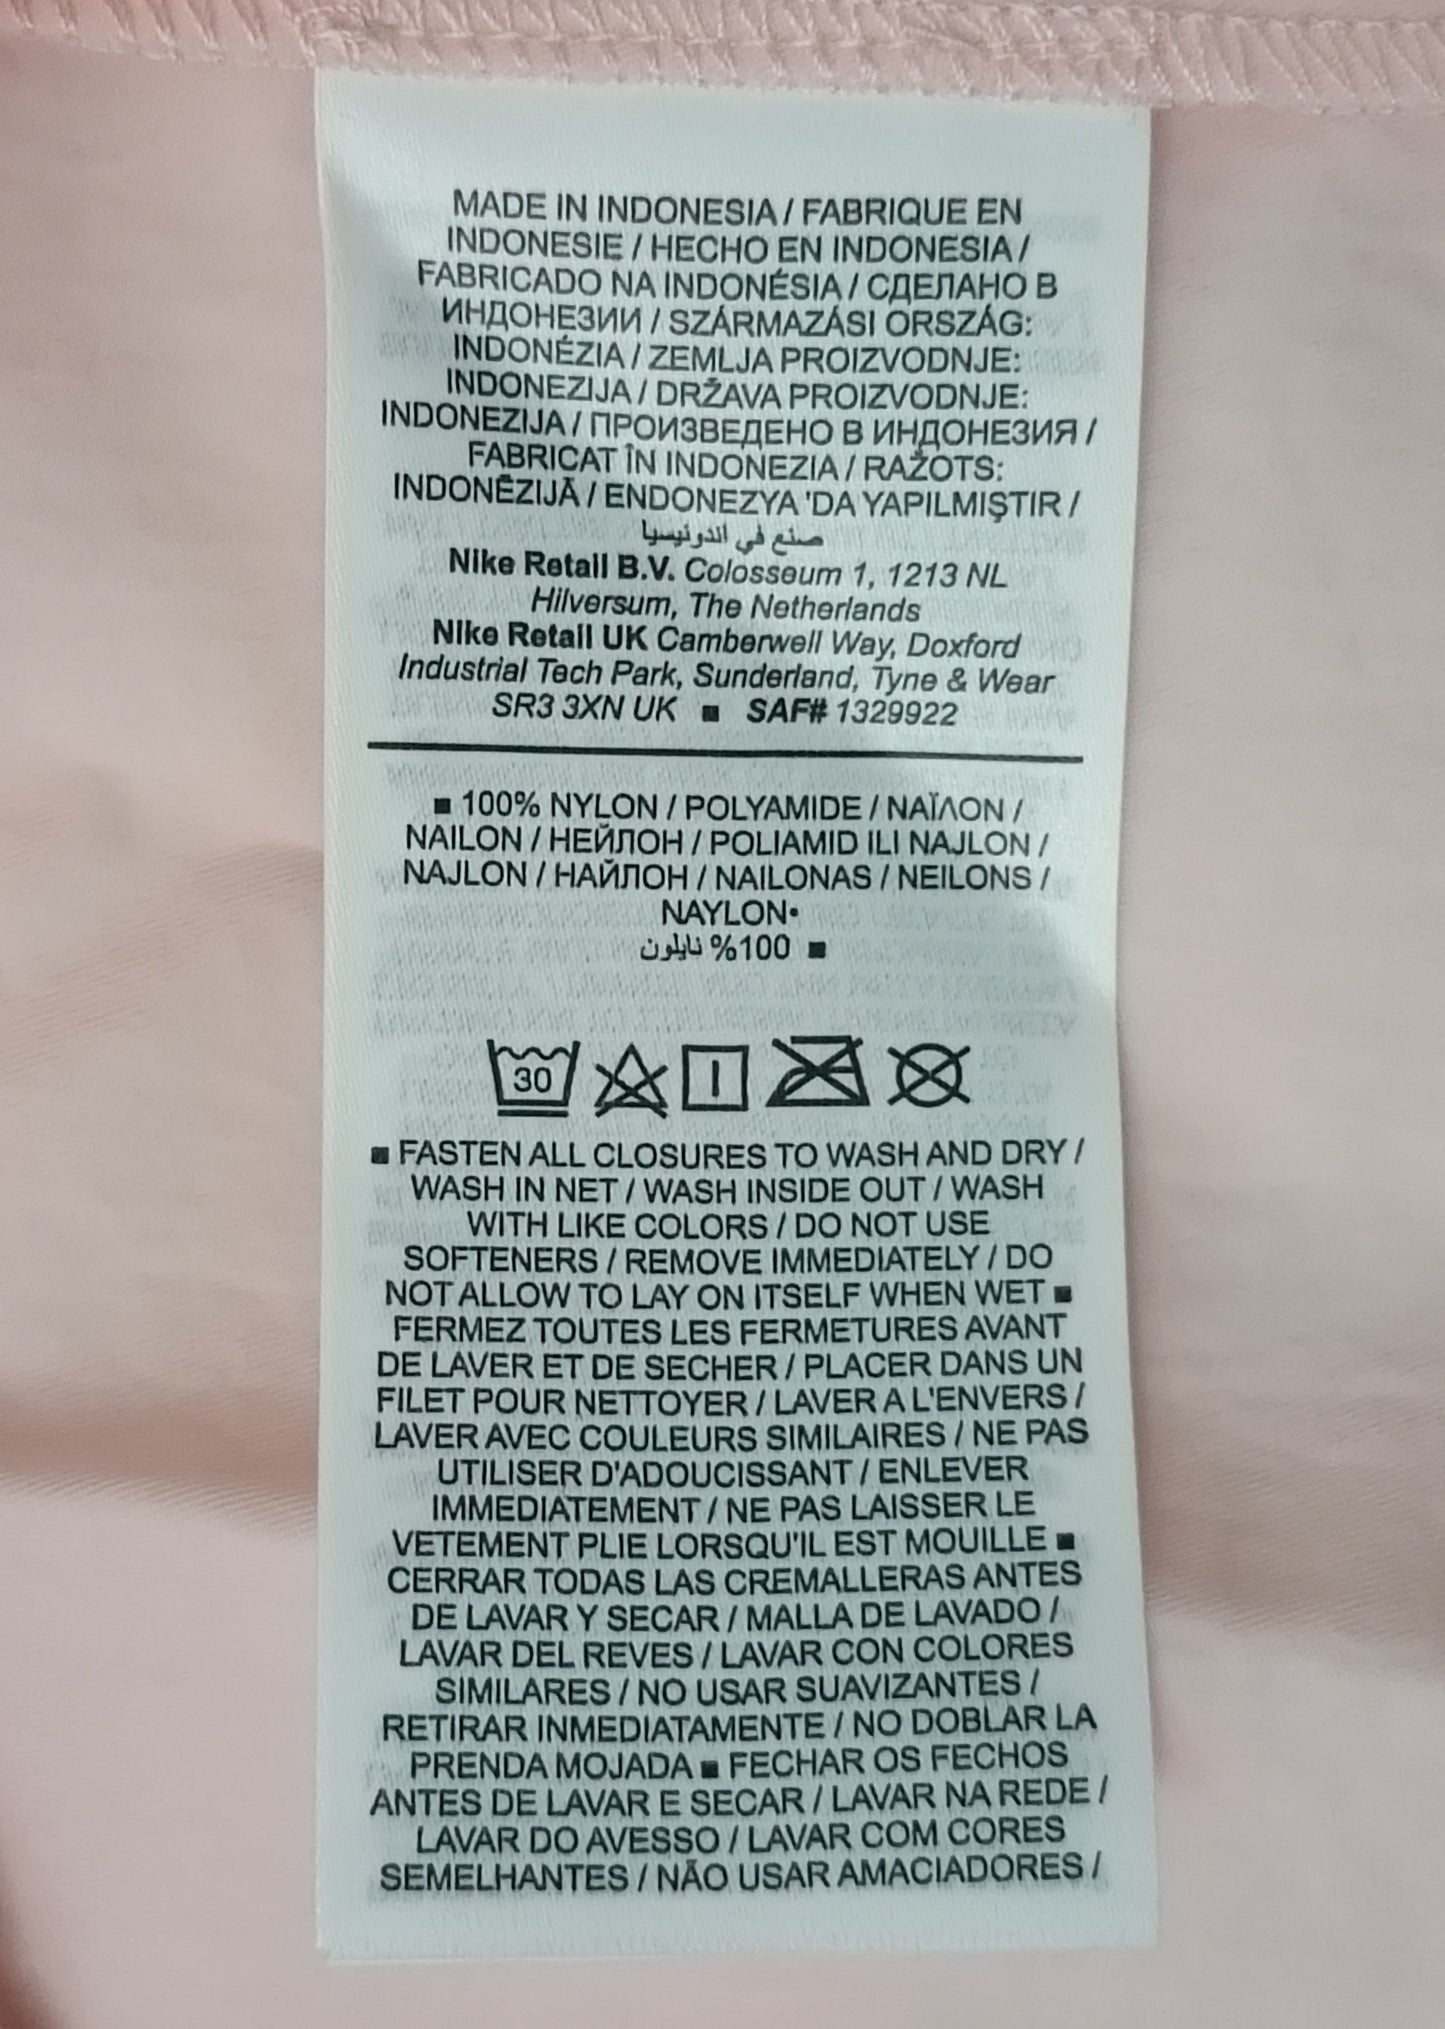 MADE IN INDONESIA / FABRIQUE EN
INDONESIE / HECHO EN INDONESIA /
FABRICADO NA INDONÉSIA / СДЕЛАНО В
ИНДОНЕЗИИ / SZÁRMAZÁSI ORSZÁG:
INDONÉZIA / ZEMLJA PROIZVODNJE:
INDONEZIJA / DRŽAVA PROIZVODNJE:
INDONEZIJA / ПРОИЗВЕДЕНО В ИНДОНЕЗИЯ /
FABRICAT ÎN INDONEZIA / RAŽOTS:
INDONĒZIJĀ / ENDONEZYA 'DA YAPILMIŞTIR /
صنع في اندونيسيا
Nike Retail B.V. Colosseum 1, 1213 NL
Hilversum, The Netherlands
Nike Retail UK Camberwell Way, Doxford
Industrial Tech Park, Sunderland, Tyne & Wear
SR3 3XN UK ■ SAF# 1329922
■ 100% NYLON / POLYAMIDE / ΝΑΪΛΟΝ /
NAILON / НЕЙЛОН / POLIAMID ILI NAJLON /
NAJLON / НАЙЛОН / NAILONAS / NEILONS /
NAYLON•
■ 100% نايلون
30
■ FASTEN ALL CLOSURES TO WASH AND DRY /
WASH IN NET / WASH INSIDE OUT / WASH
WITH LIKE COLORS / DO NOT USE
SOFTENERS / REMOVE IMMEDIATELY / DO
NOT ALLOW TO LAY ON ITSELF WHEN WET ■
FERMEZ TOUTES LES FERMETURES AVANT
DE LAVER ET DE SECHER / PLACER DANS UN
FILET POUR NETTOYER / LAVER A L'ENVERS /
LAVER AVEC COULEURS SIMILAIRES / NE PAS
UTILISER D'ADOUCISSANT / ENLEVER
IMMEDIATEMENT / NE PAS LAISSER LE
VETEMENT PLIE LORSQU'IL EST MOUILLE ■
CERRAR TODAS LAS CREMALLERAS ANTES
DE LAVAR Y SECAR / MALLA DE LAVADO /
LAVAR DEL REVES / LAVAR CON COLORES
SIMILARES / NO USAR SUAVIZANTES /
RETIRAR INMEDIATAMENTE / NO DOBLAR LA
PRENDA MOJADA ■ FECHAR OS FECHOS
ANTES DE LAVAR E SECAR / LAVAR NA REDE /
LAVAR DO AVESSO / LAVAR COM CORES
SEMELHANTES / NÃO USAR AMACIADORES /